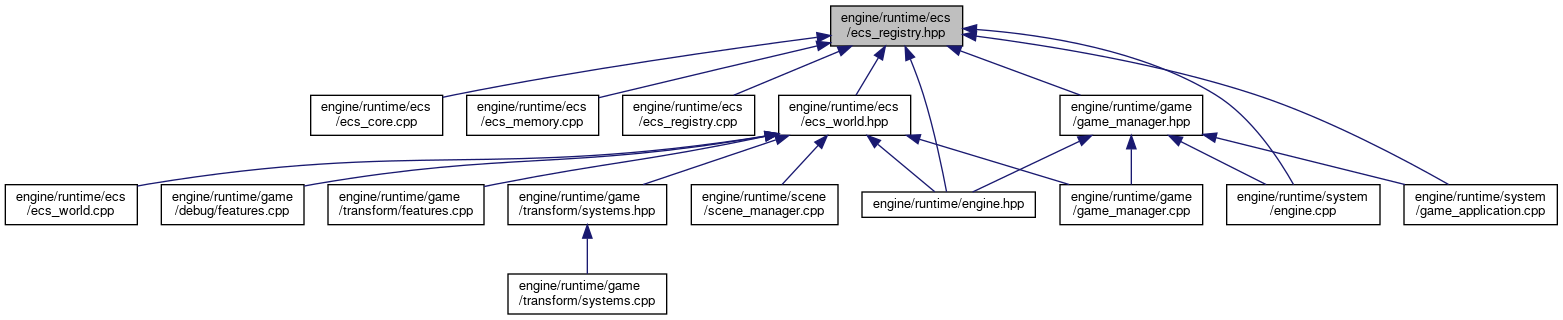 engine/runtime/ecs
/ecs_registry.hpp
engine/runtime/ecs
/ecs_core.cpp
engine/runtime/ecs
/ecs_memory.cpp
engine/runtime/ecs
/ecs_registry.cpp
engine/runtime/ecs
/ecs_world.hpp
engine/runtime/game
/game_manager.hpp
engine/runtime/ecs
/ecs_world.cpp
engine/runtime/game
/debug/features.cpp
engine/runtime/game
/transform/features.cpp
engine/runtime/game
/transform/systems.hpp
engine/runtime/scene
/scene_manager.cpp
engine/runtime/engine.hpp
engine/runtime/game
/game_manager.cpp
engine/runtime/system
/engine.cpp
engine/runtime/system
/game_application.cpp
engine/runtime/game
/transform/systems.cpp